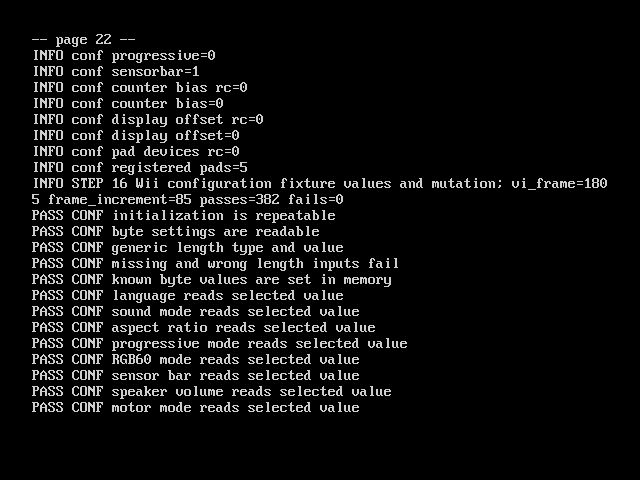 -- page 22 --
INFO conf progressive=0
INFO conf sensorbar=1
INFO conf counter bias rc=0
INFO conf counter bias=0
INFO conf display offset rc=0
INFO conf display offset=0
INFO conf pad devices rc=0
INFO conf registered pads=5
INFO STEP 16 Wii configuration fixture values and mutation; vi_frame=180
5 frame_increment=85 passes=382 fails=0
PASS CONF initialization is repeatable
PASS CONF byte settings are readable
PASS CONF generic length type and value
PASS CONF missing and wrong length inputs fail
PASS CONF known byte values are set in memory
PASS CONF language reads selected value
PASS CONF sound mode reads selected value
PASS CONF aspect ratio reads selected value
PASS CONF progressive mode reads selected value
PASS CONF RGB60 mode reads selected value
PASS CONF sensor bar reads selected value
PASS CONF speaker volume reads selected value
PASS CONF motor mode reads selected value